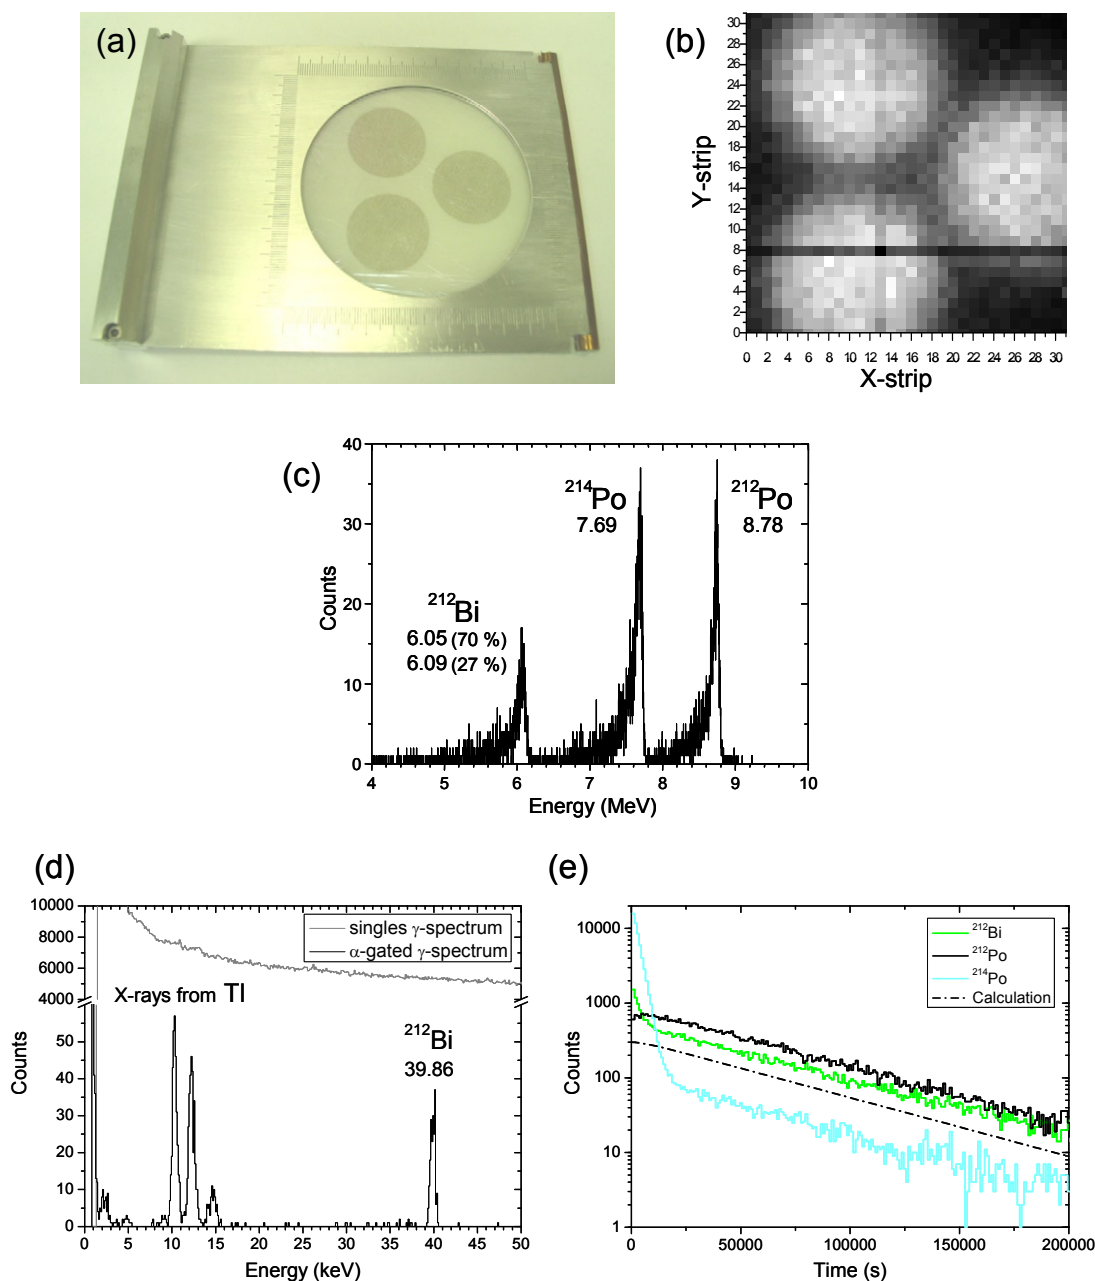 (a)
(b)
Y-strip
30
28
26
24
22
20
18
16
14
12
10
8
6
4
2
0
0 2 4 6 8 10 12 14 16 18 20 22 24 26 28 30
X-strip
(c)
Counts
40
30
20
10
0
²¹⁴Po
7.69
²¹²Po
8.78
²¹²Bi
6.05 (70 %)
6.09 (27 %)
4 5 6 7 8 9 10
Energy (MeV)
(d)
Counts
10000
8000
6000
4000
singles γ-spectrum
α-gated γ-spectrum
X-rays from Tl
²¹²Bi
39.86
50
40
30
20
10
0
0 5 10 15 20 25 30 35 40 45 50
Energy (keV)
(e)
Counts
10000
1000
100
10
1
²¹²Bi
²¹²Po
²¹⁴Po
Calculation
0 50000 100000 150000 200000
Time (s)